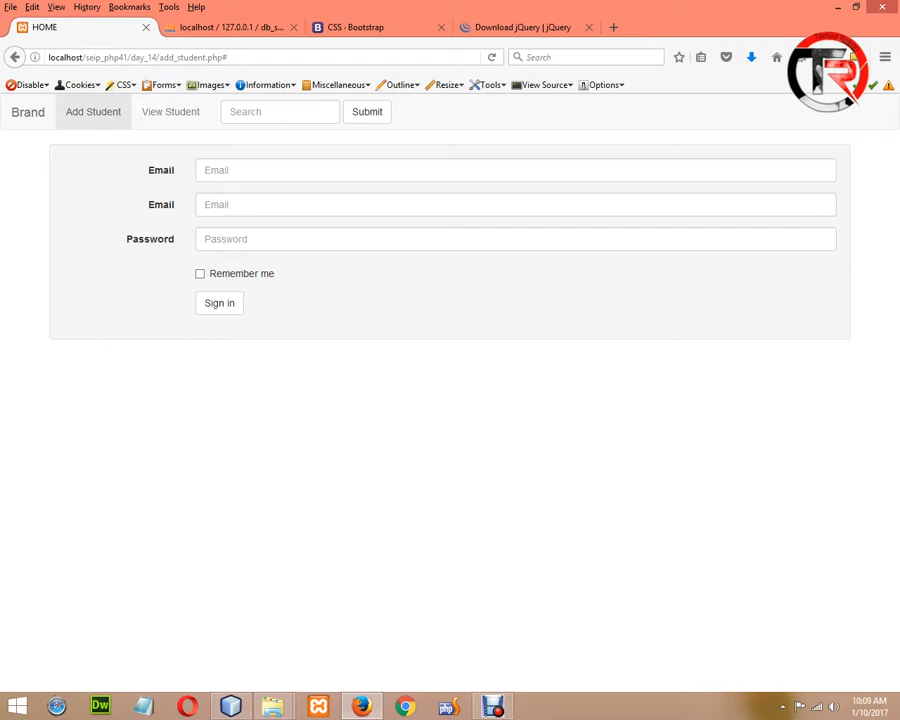 File Edit View History Bookmarks Tools Help
HOME
localhost / 127.0.0.1 / db_s...
CSS · Bootstrap
Download jQuery | jQuery
localhost/seip_php41/day_14/add_student.php#
Search
Disable Cookies CSS Forms Images Information Miscellaneous Outline Resize Tools View Source Options
Brand Add Student View Student Search Submit
Email Email
Email Email
Password Password
Remember me
Sign in
Dw
php
10:09 AM
1/10/2017